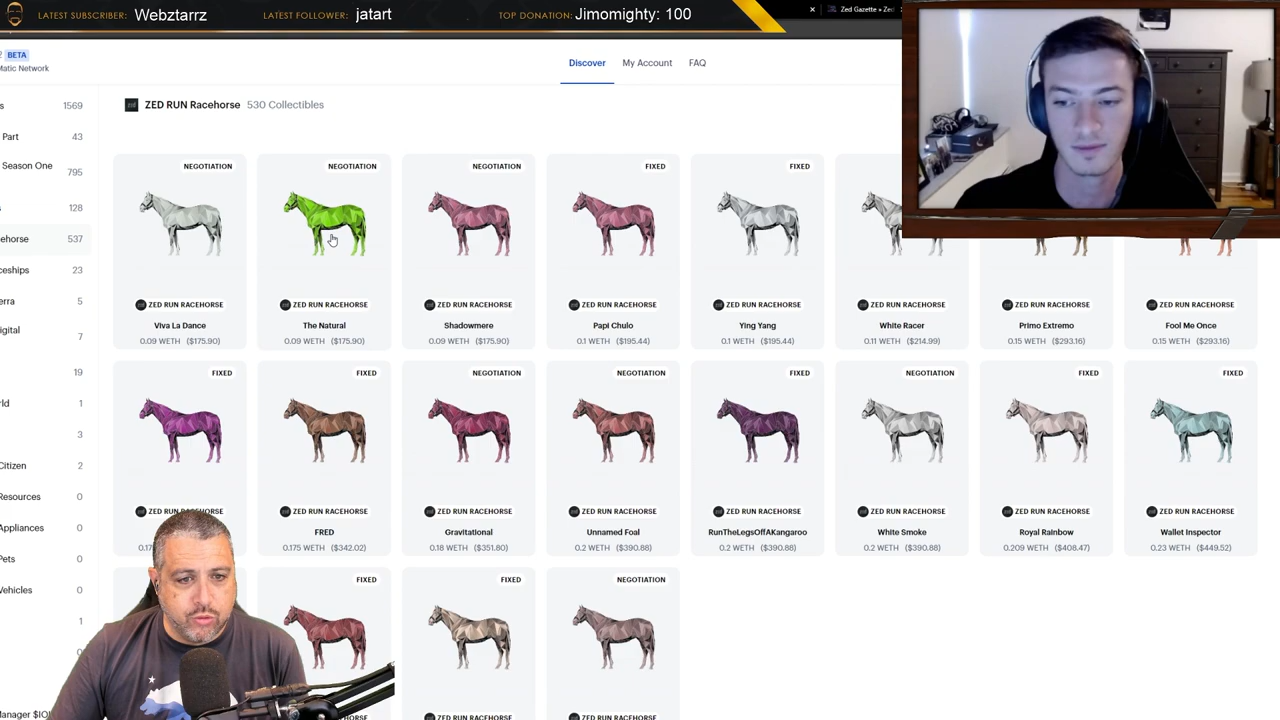 LATEST SUBSCRIBER: Webztarrz
LATEST FOLLOWER: jatart
TOP DONATION: Jimomighty: 100
Zed Gazette » Zed
BETA
Matic Network
Discover
My Account
FAQ
1569
Part 43
Season One
795
128
ehorse 537
ceships 23
erra 5
igital
7
19
1
3
Citizen 2
Resources 0
Appliances 0
Pets 0
Vehicles 0
1
Manager
ZED RUN Racehorse 530 Collectibles
NEGOTIATION
NEGOTIATION
NEGOTIATION
FIXED
FIXED
ZED RUN RACEHORSE
ZED RUN RACEHORSE
ZED RUN RACEHORSE
ZED RUN RACEHORSE
ZED RUN RACEHORSE
ZED RUN RACEHORSE
ZED RUN RACEHORSE
ZED RUN RACEHORSE
Viva La Dance
The Natural
Shadowmere
Papi Chulo
Ying Yang
White Racer
Primo Extremo
Fool Me Once
0.09 WETH ($175.90)
0.09 WETH ($175.90)
0.09 WETH ($175.90)
0.1 WETH ($195.44)
0.1 WETH ($195.44)
0.11 WETH ($214.99)
0.15 WETH ($293.16)
0.15 WETH ($293.16)
FIXED
FIXED
NEGOTIATION
NEGOTIATION
FIXED
NEGOTIATION
FIXED
FIXED
ZED RUN RACEHORSE
ZED RUN RACEHORSE
ZED RUN RACEHORSE
ZED RUN RACEHORSE
ZED RUN RACEHORSE
ZED RUN RACEHORSE
ZED RUN RACEHORSE
ZED RUN RACEHORSE
FRED
Gravitational
Unnamed Foal
RunTheLegsOffAKangaroo
White Smoke
Royal Rainbow
Wallet Inspector
0.17
0.175 WETH ($342.02)
0.18 WETH ($351.80)
0.2 WETH ($390.88)
0.2 WETH ($390.88)
0.2 WETH ($390.88)
0.209 WETH ($408.47)
0.23 WETH ($449.52)
FIXED
FIXED
NEGOTIATION
HORSE
ZED RUN RACEHORSE
ZED RUN RACEHORSE